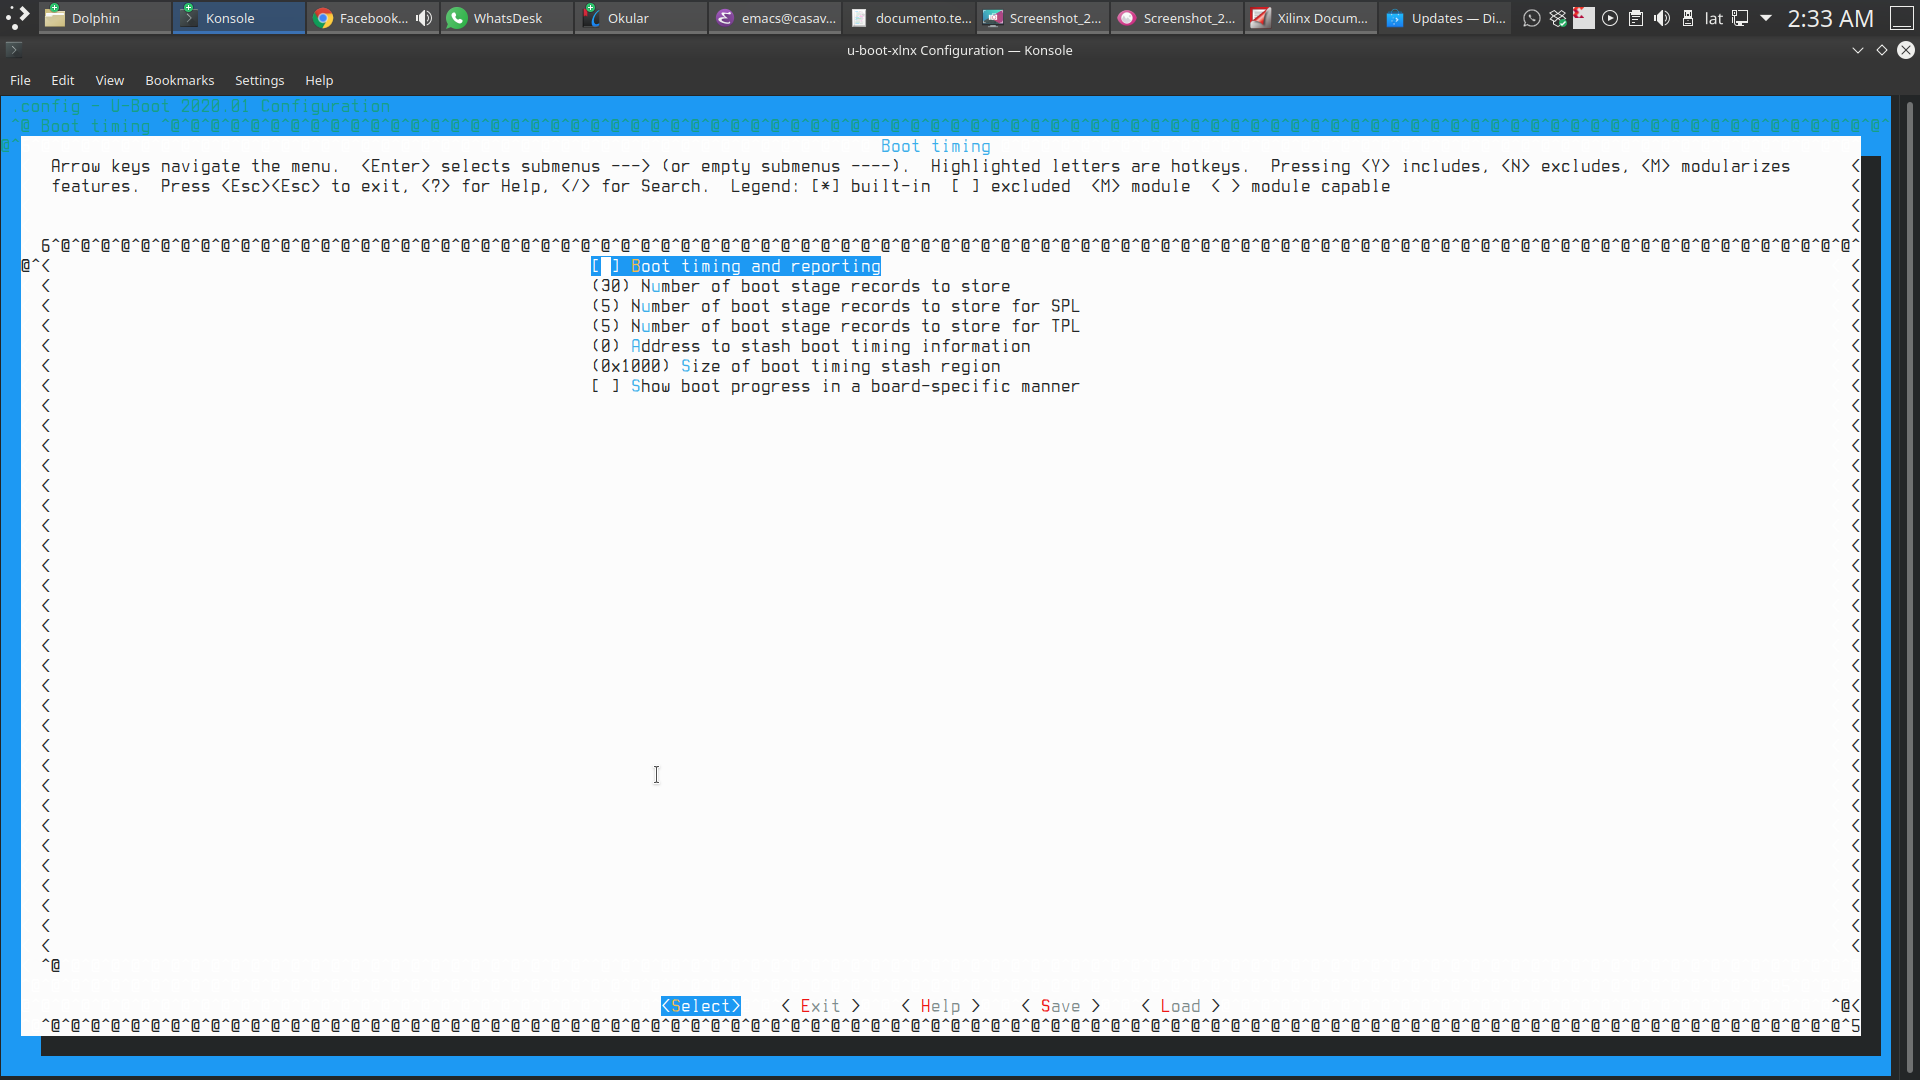 Dolphin Konsole Facebook... WhatsDesk Okular emacs@casav... documento.te... Screenshot_2... Screenshot_2... Xilinx Docum... Updates — Di... lat 2:33 AM
u-boot-xlnx Configuration — Konsole
File Edit View Bookmarks Settings Help
.config - U-Boot 2020.01 Configuration
Boot timing
Boot timing
Arrow keys navigate the menu. <Enter> selects submenus ---> (or empty submenus ----). Highlighted letters are hotkeys. Pressing <Y> includes, <N> excludes, <M> modularizes
features. Press <Esc><Esc> to exit, <?> for Help, </> for Search. Legend: [*] built-in [ ] excluded <M> module < > module capable
[ ] Boot timing and reporting
(30) Number of boot stage records to store
(5) Number of boot stage records to store for SPL
(5) Number of boot stage records to store for TPL
(0) Address to stash boot timing information
(0x1000) Size of boot timing stash region
[ ] Show boot progress in a board-specific manner
<Select> < Exit > < Help > < Save > < Load >